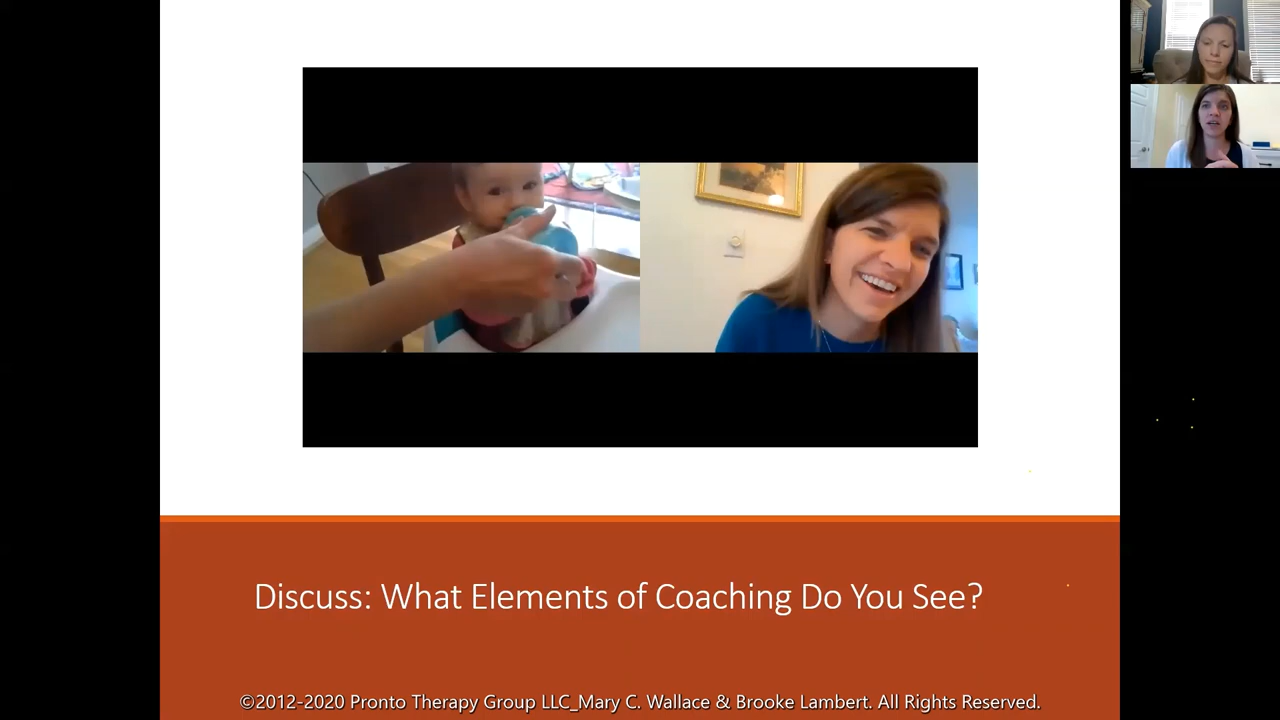 Discuss: What Elements of Coaching Do You See?
©2012-2020 Pronto Therapy Group LLC_Mary C. Wallace & Brooke Lambert. All Rights Reserved.